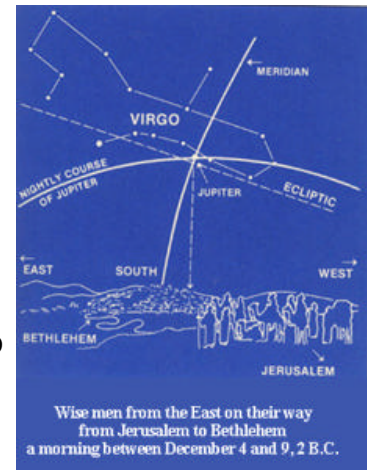 MERIDIAN
VIRGO
NIGHTLY COURSE
OF JUPITER
JUPITER
ECLIPTIC
EAST
SOUTH
WEST
BETHLEHEM
JERUSALEM
Wise men from the East on their way
from Jerusalem to Bethlehem
a morning between December 4 and 9, 2 B.C.